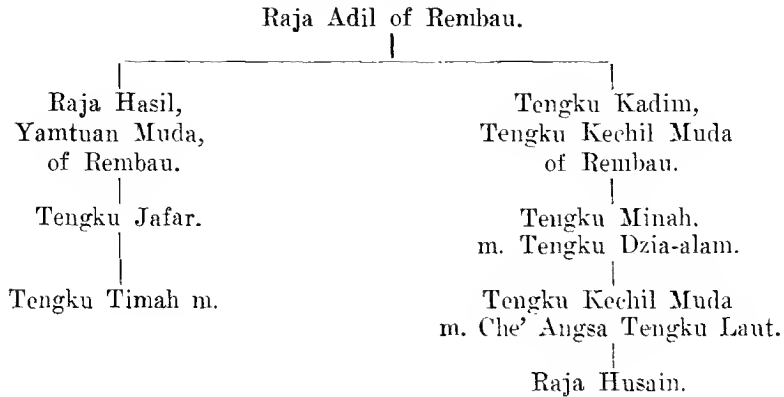 Raja Adil of Rembau.
Raja Hasil,
Yamtuan Muda,
of Rembau.
Tengku Jafar.
Tengku Timah m.
Tengku Kadim,
Tengku Kechil Muda
of Rembau.
Tengku Minah.
m. Tengku Dzia-alam.
Tengku Kechil Muda
m. Che' Angsa Tengku Laut.
Raja Husain.